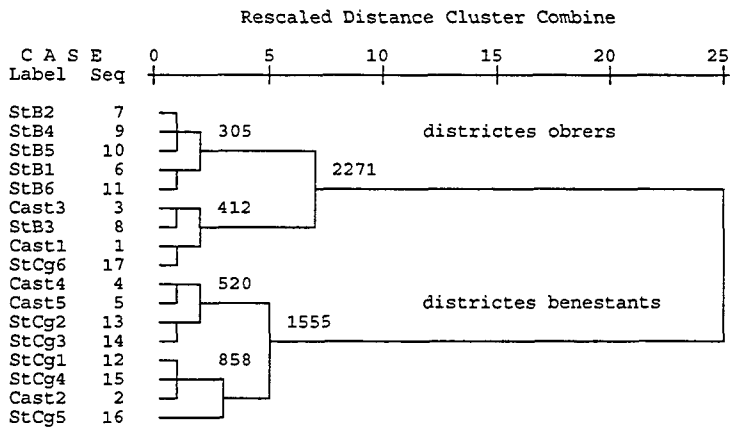 Rescaled Distance Cluster Combine
C A S E 0 5 10 15 20 25
Label Seq
StB2 7
StB4 9 305 districtes obrers
StB5 10
StB1 6 2271
StB6 11
Cast3 3 412
StB3 8
Cast1 1
StCg6 17
Cast4 4 520
Cast5 5 districtes benestants
StCg2 13 1555
StCg3 14
StCg1 12 858
StCg4 15
Cast2 2
StCg5 16